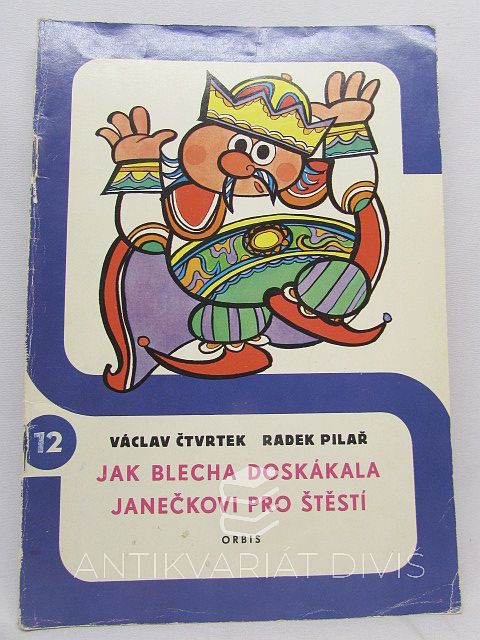 12
VÁCLAV ČTVRTEK RADEK PILAŘ
JAK BLECHA DOSKÁKALA
JANEČKOVI PRO ŠTĚSTÍ
ORBIS
ANTIKVARIÁT DIVIŠ